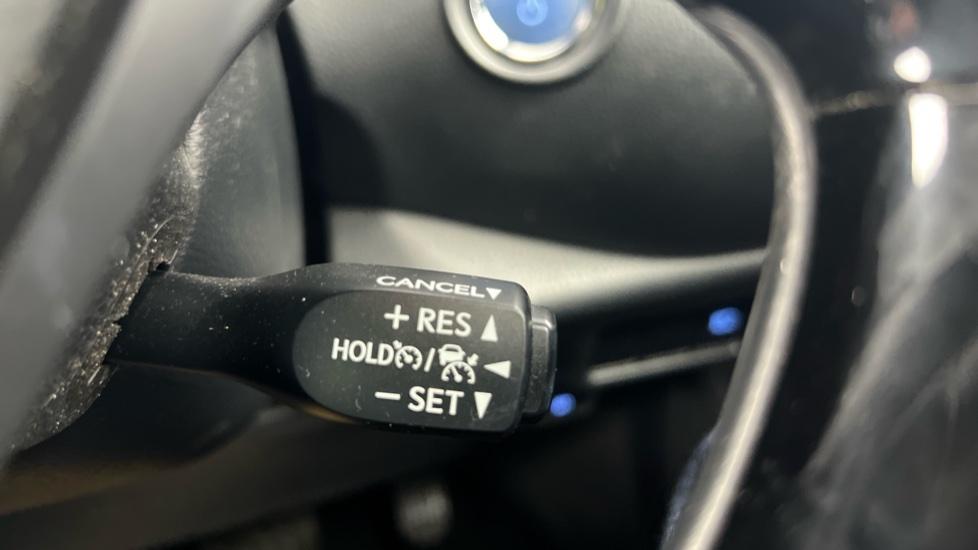 CANCEL▼
+ RES ▲
HOLD / ◀
− SET ▼